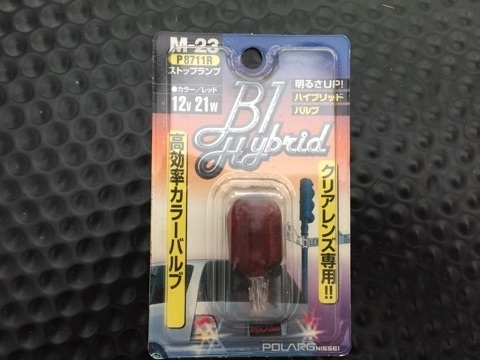 M-23
P8711R
ストップランプ
●カラー/レッド
12V 21W
B1
Hybrid
明るさUP!
ハイブリッド
バルブ
高効率カラーバルブ
クリアレンズ専用!!
POLARG
POLARG NISSEI